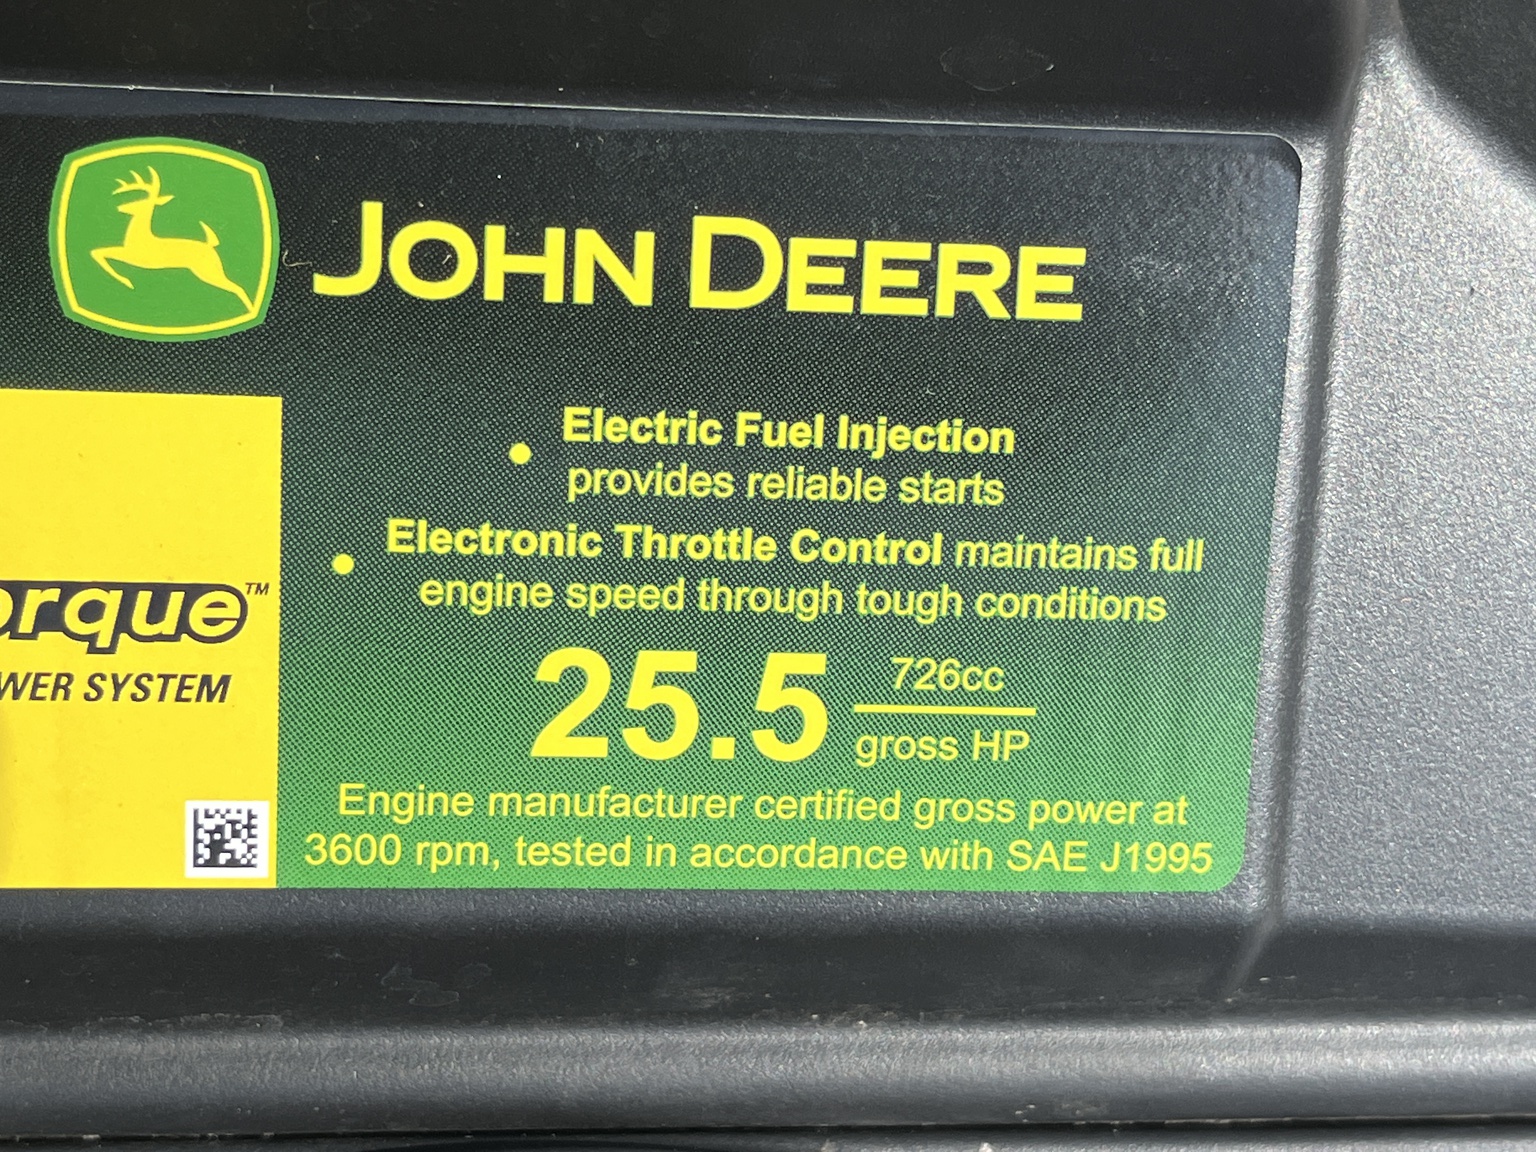 JOHN DEERE
• Electric Fuel Injection
provides reliable starts
• Electronic Throttle Control maintains full
engine speed through tough conditions
25.5 726cc
gross HP
Engine manufacturer certified gross power at
3600 rpm, tested in accordance with SAE J1995
orque™
WER SYSTEM